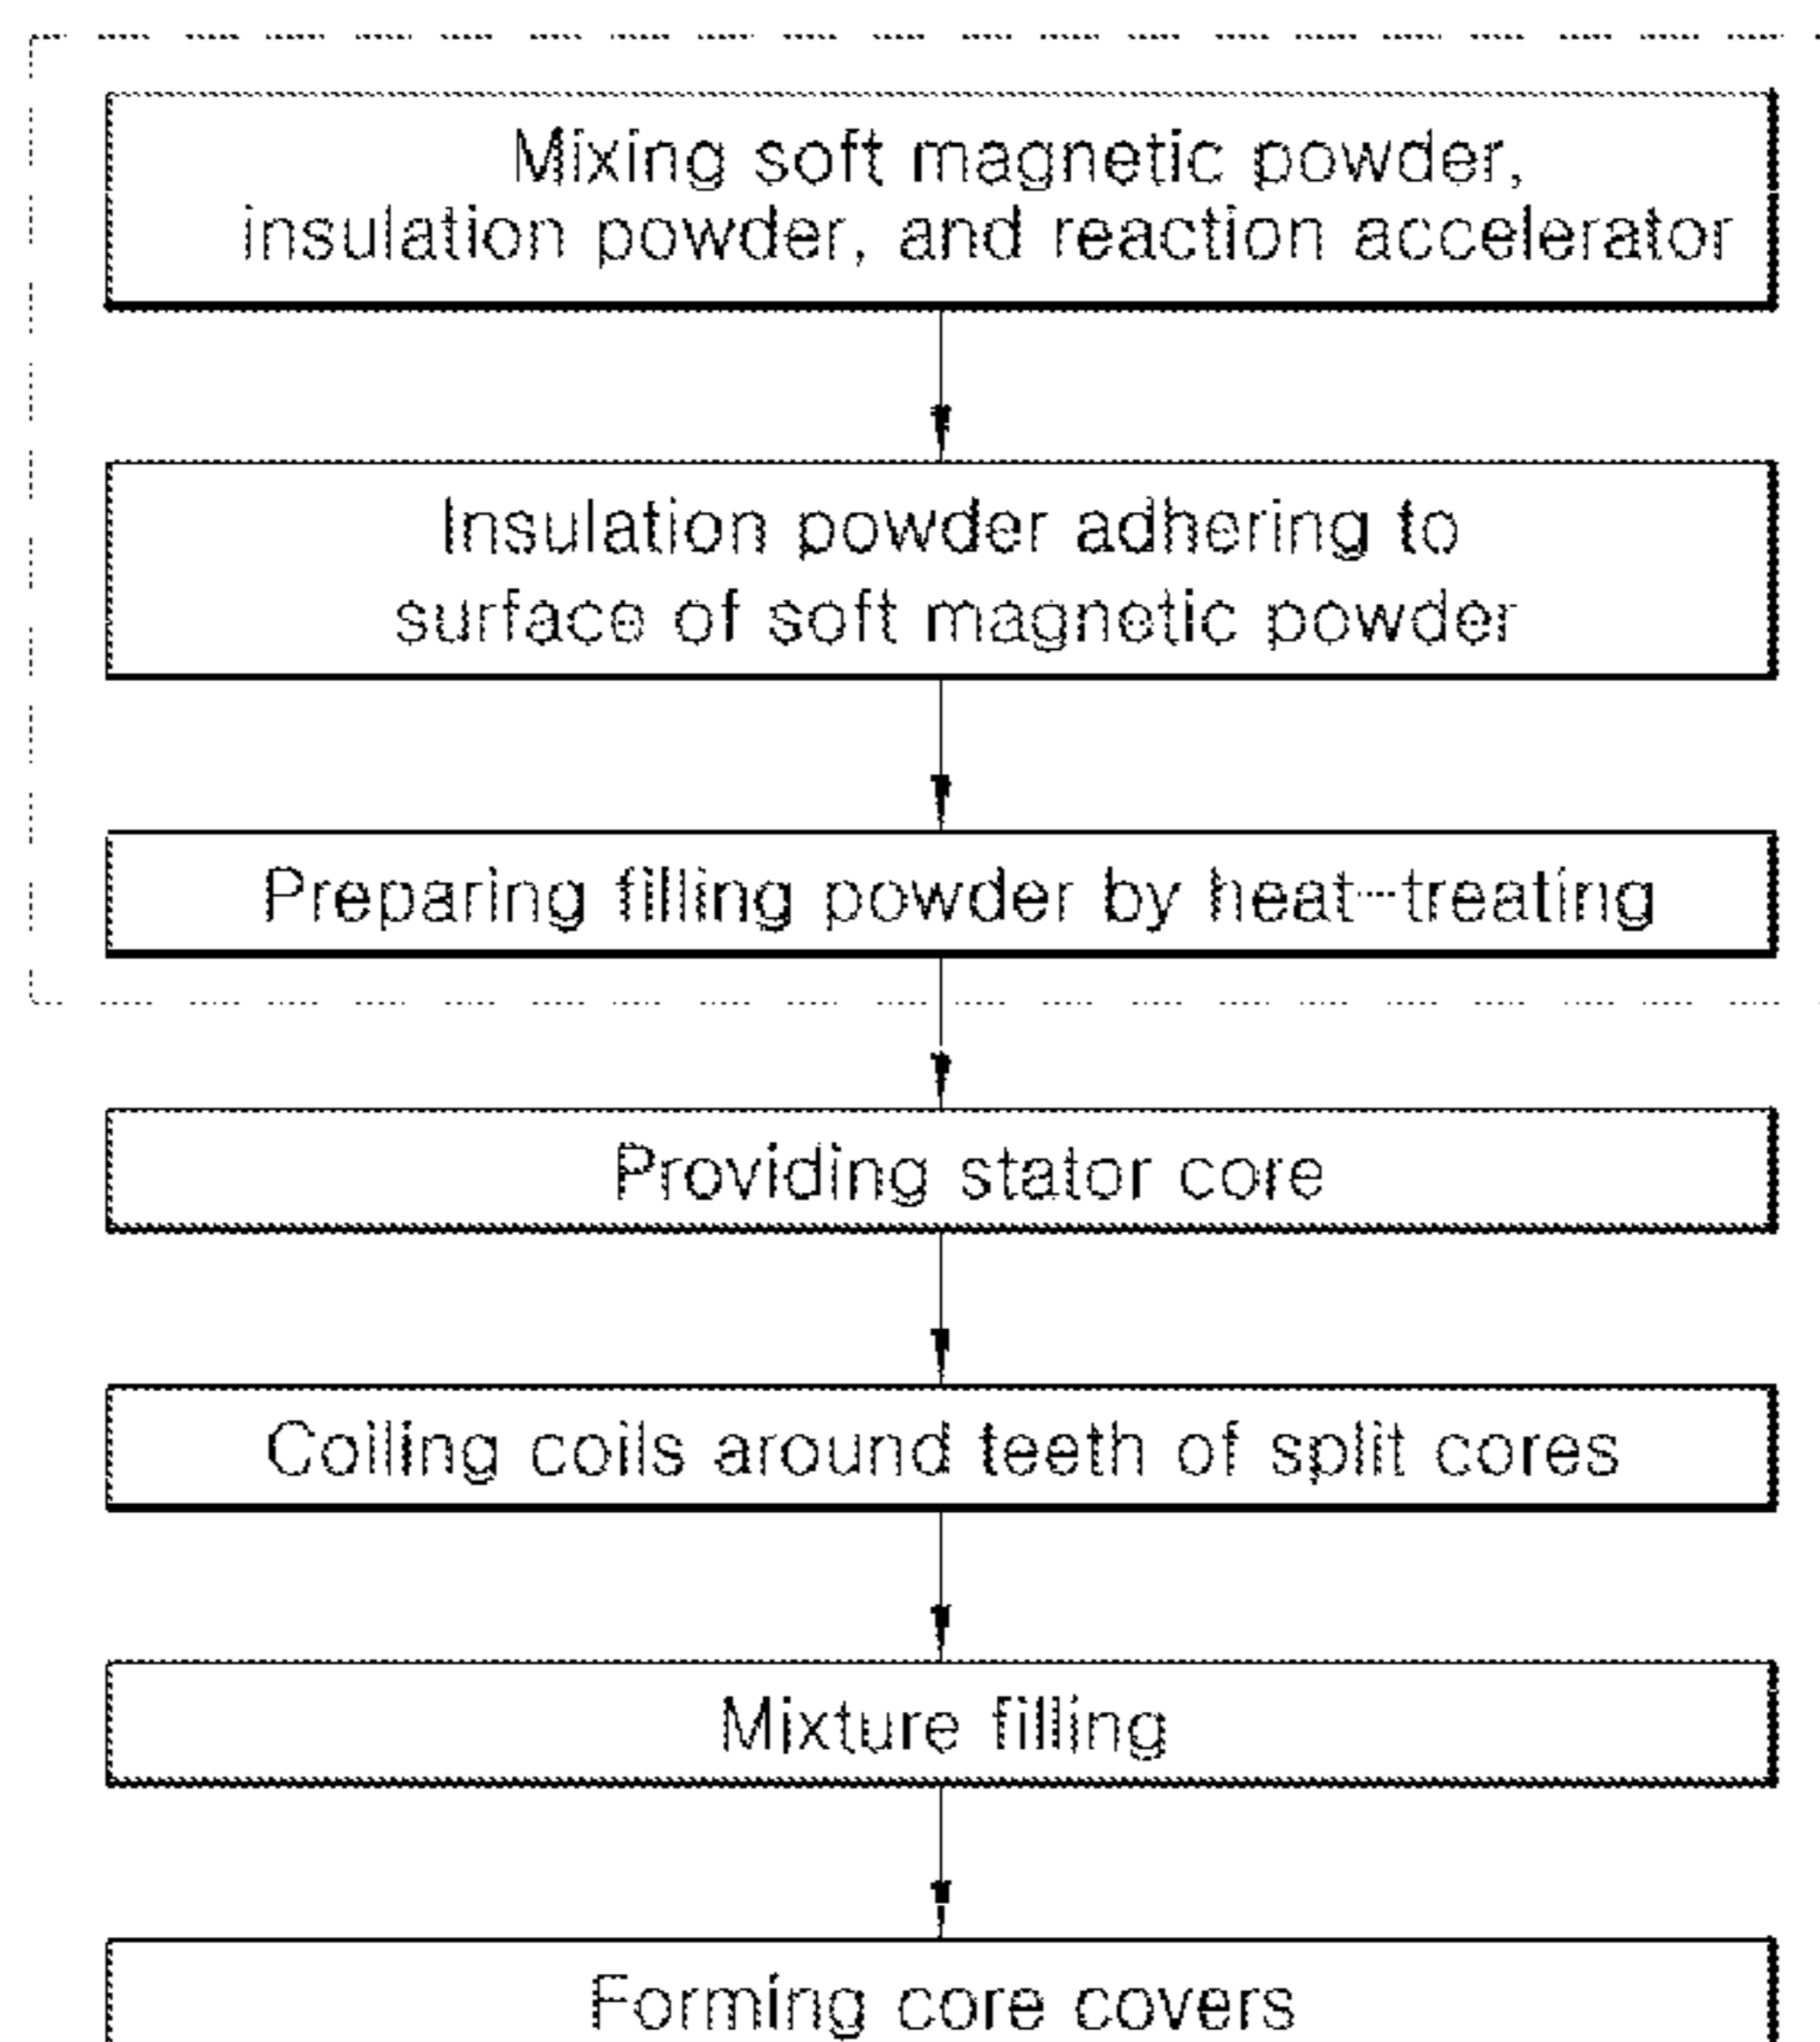 Mixing soft magnetic powder,
insulation powder, and reaction accelerator
Insulation powder adhering to
surface of soft magnetic powder
Preparing filling powder by heat-treating
Providing stator core
Coiling coils around teeth of split cores
Mixture filling
Forming core covers